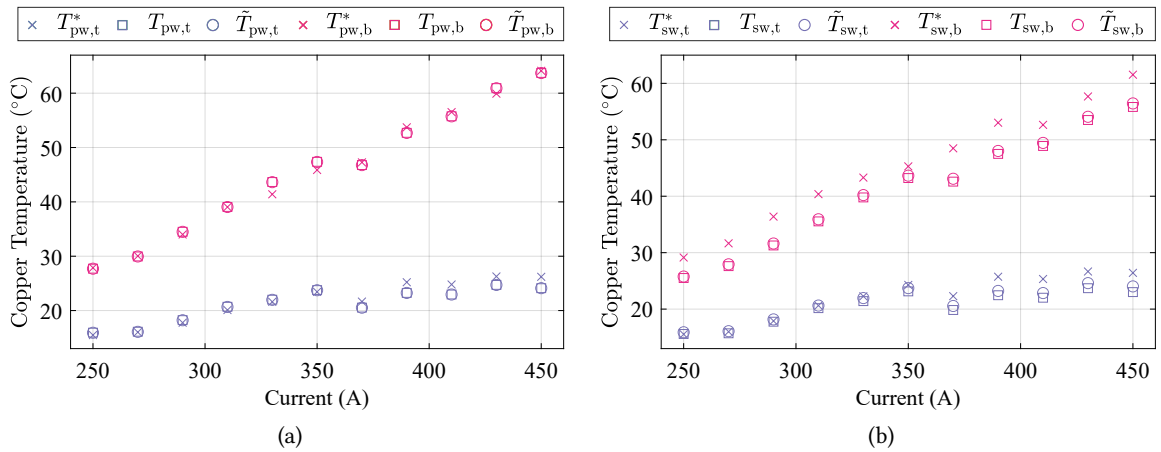 × T*pw,t □ Tpw,t ○ T̃pw,t × T*pw,b □ Tpw,b ○ T̃pw,b
Copper Temperature (°C)
60
50
40
30
20
250 300 350 400 450
Current (A)
(a)
× T*sw,t □ Tsw,t ○ T̃sw,t × T*sw,b □ Tsw,b ○ T̃sw,b
Copper Temperature (°C)
60
50
40
30
20
250 300 350 400 450
Current (A)
(b)